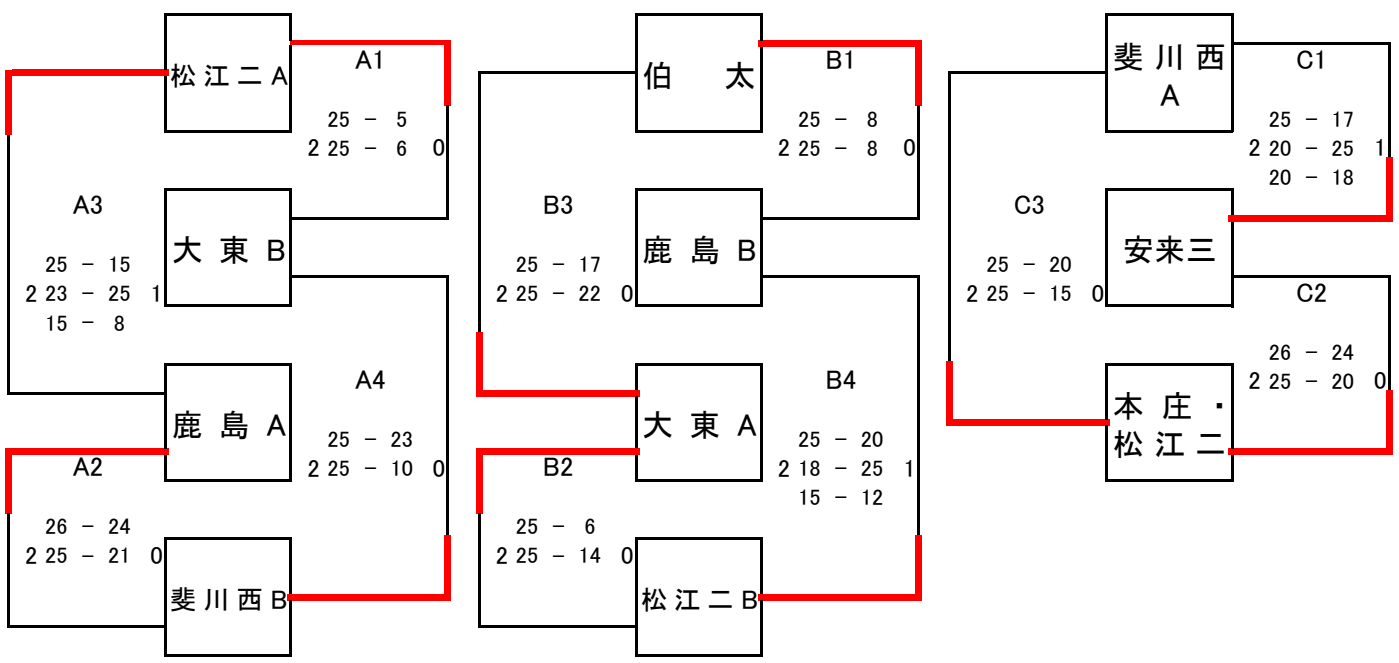 松江二A
A1
25 － 5
2 25 － 6 0
A3
大東B
25 － 15
2 23 － 25 1
15 － 8
鹿島A
A4
25 － 23
2 25 － 10 0
A2
26 － 24
2 25 － 21 0
斐川西B
伯 太
B1
25 － 8
2 25 － 8 0
B3
鹿島B
25 － 17
2 25 － 22 0
大東A
B4
25 － 20
2 18 － 25 1
15 － 12
B2
25 － 6
2 25 － 14 0
松江二B
斐川西
A
C1
25 － 17
2 20 － 25 1
20 － 18
C3
安来三
25 － 20
2 25 － 15 0
C2
26 － 24
2 25 － 20 0
本庄・
松江二